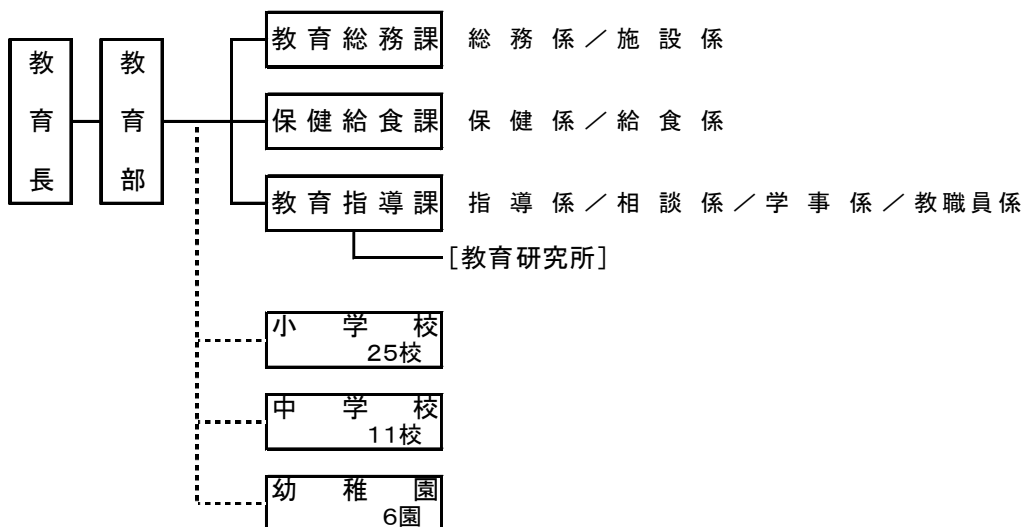 教育長
教育部
教育総務課 総務係／施設係
保健給食課 保健係／給食係
教育指導課 指導係／相談係／学事係／教職員係
［教育研究所］
小学校
25校
中学校
11校
幼稚園
6園